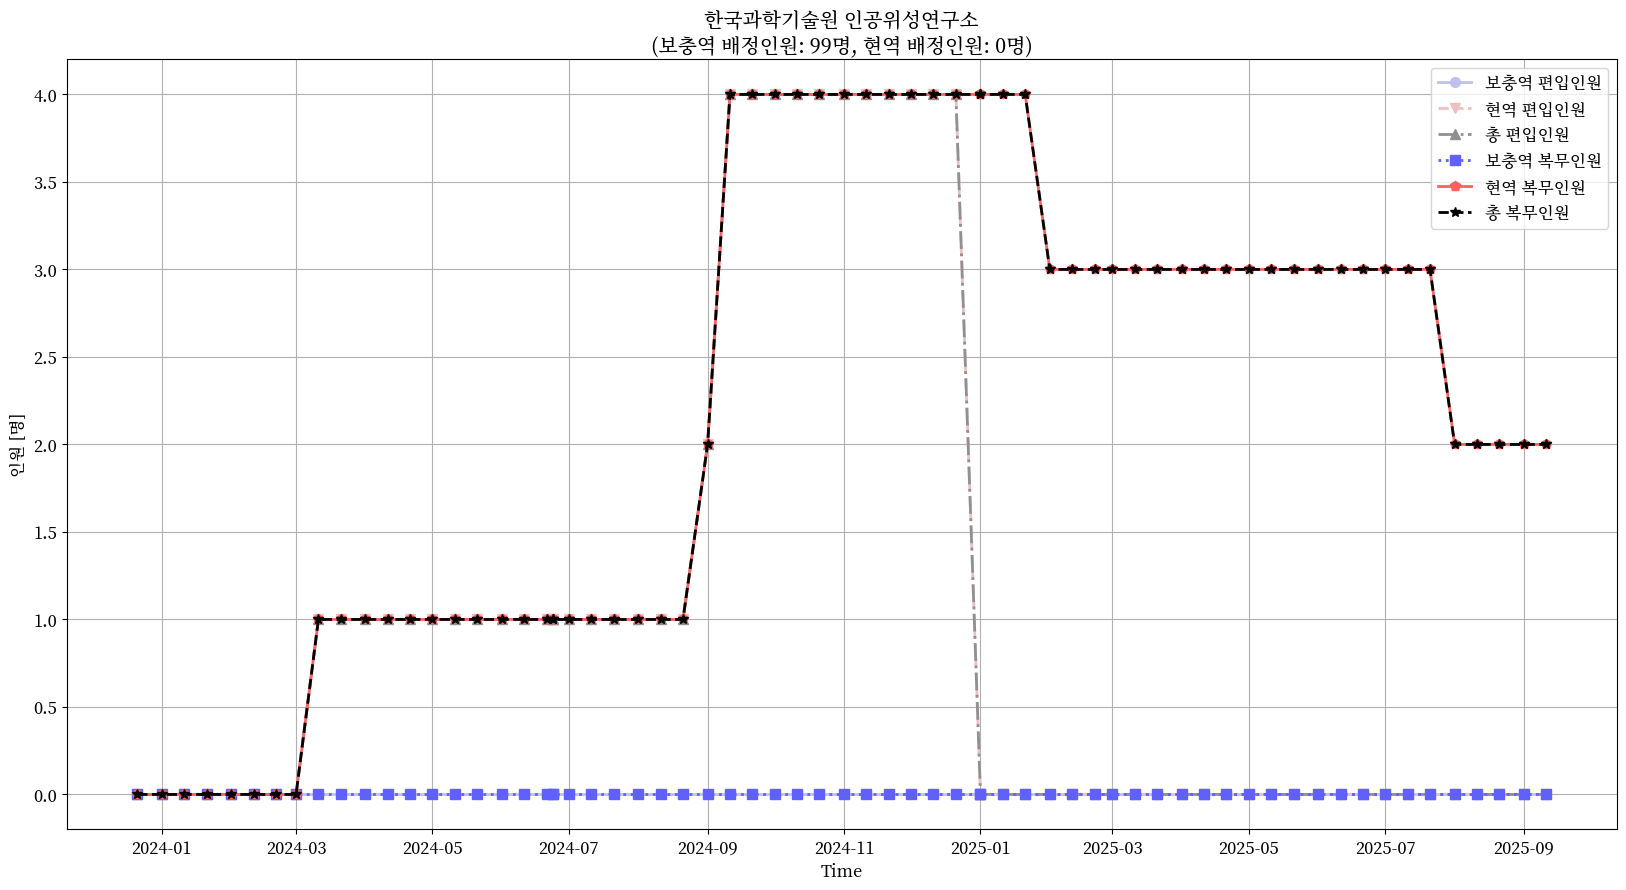 한국과학기술원 인공위성연구소
(보충역 배정인원: 99명, 현역 배정인원: 0명)
보충역 편입인원
현역 편입인원
총 편입인원
보충역 복무인원
현역 복무인원
총 복무인원
인원 [명]
4.0
3.5
3.0
2.5
2.0
1.5
1.0
0.5
0.0
2024-01
2024-03
2024-05
2024-07
2024-09
2024-11
2025-01
2025-03
2025-05
2025-07
2025-09
Time